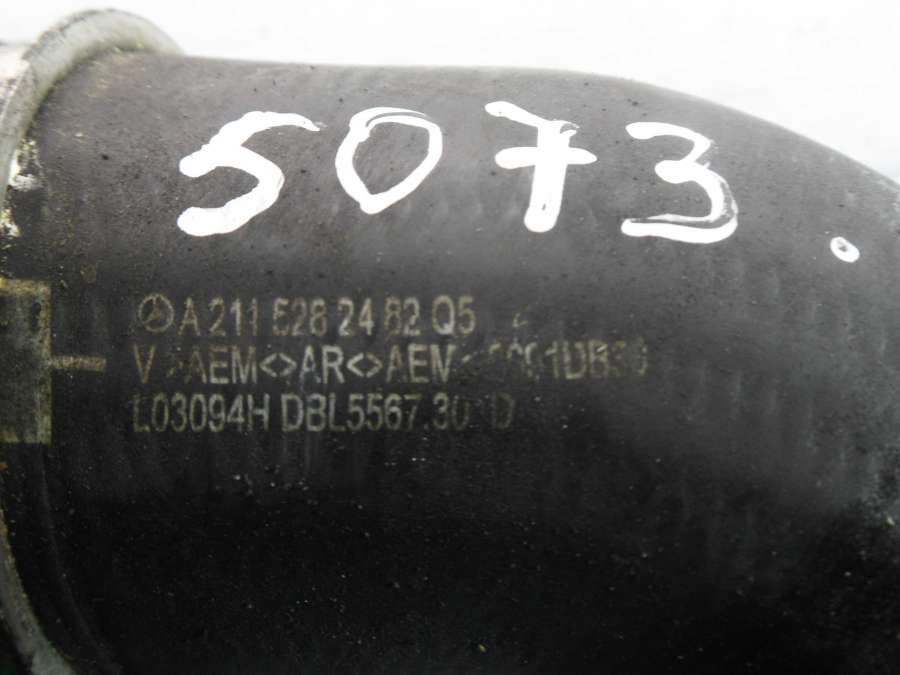 5073
A 211 528 24 82 Q5
V >AEM<>AR<>AEM<
L03094H DBL5567.30 D